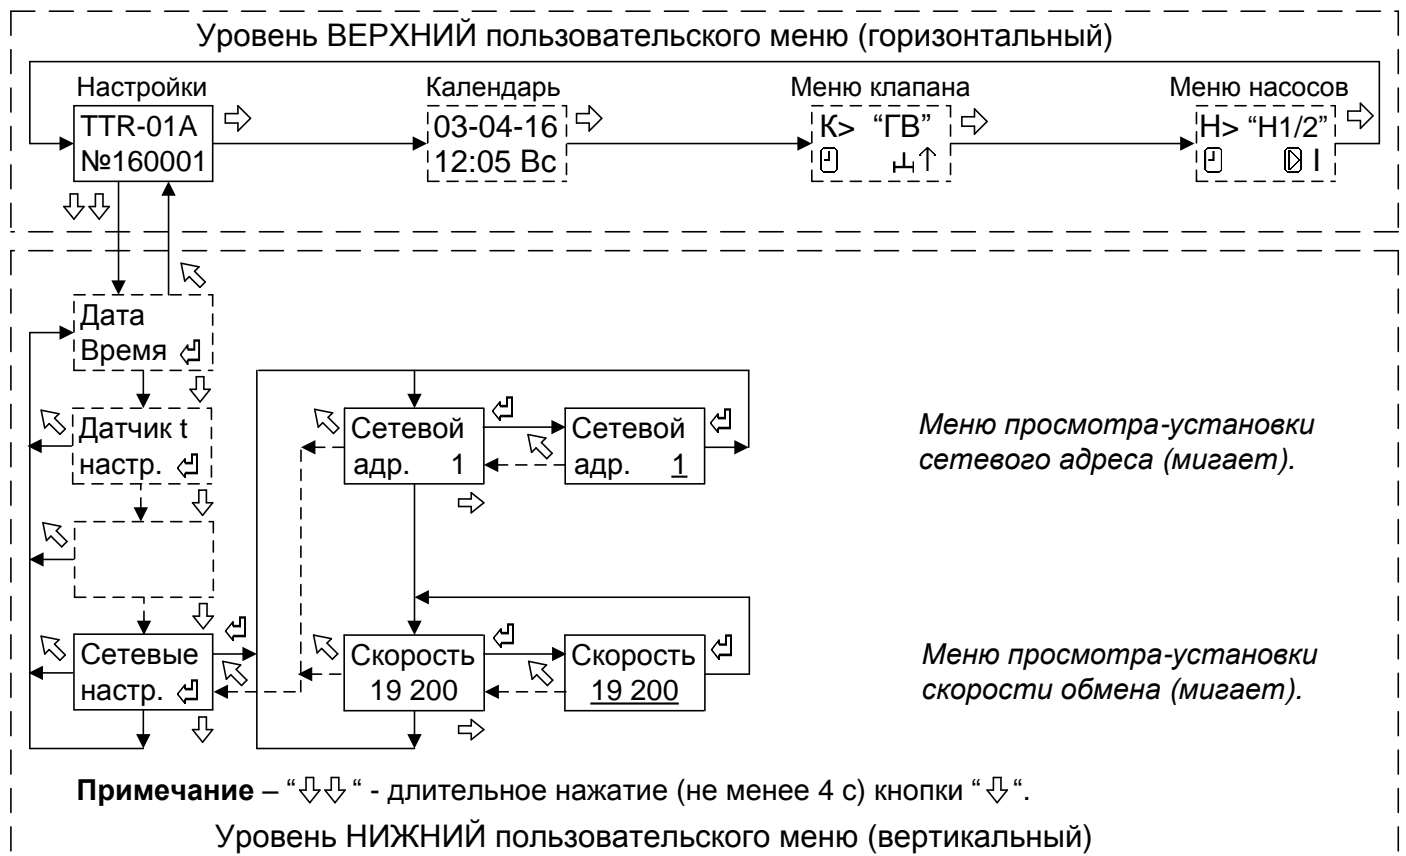 Уровень ВЕРХНИЙ пользовательского меню (горизонтальный)
Настройки
TTR-01A
№160001
Календарь
03-04-16
12:05 Вс
Меню клапана
К> “ГВ”
Меню насосов
Н> “Н1/2”
I
Дата
Время
Датчик t
настр.
Сетевые
настр.
Сетевой
адр. 1
Сетевой
адр. 1
Меню просмотра-установки
сетевого адреса (мигает).
Скорость
19 200
Скорость
19 200
Меню просмотра-установки
скорости обмена (мигает).
Примечание – “⇩⇩ “ - длительное нажатие (не менее 4 с) кнопки “ ⇩ “.
Уровень НИЖНИЙ пользовательского меню (вертикальный)